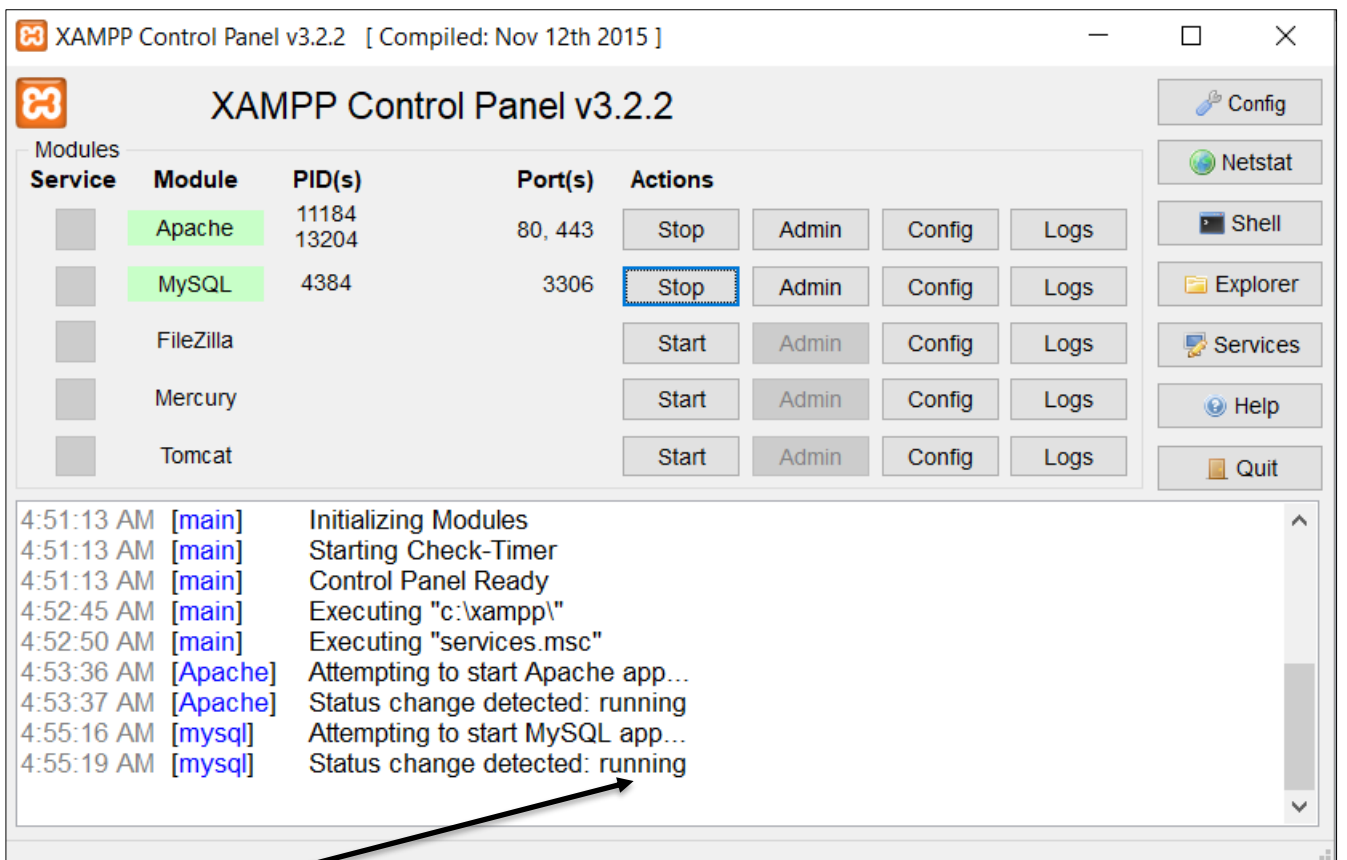 XAMPP Control Panel v3.2.2 [ Compiled: Nov 12th 2015 ]
XAMPP Control Panel v3.2.2
Config
Modules
Netstat
Service Module PID(s) Port(s) Actions
Apache 11184 13204 80, 443 Stop Admin Config Logs
Shell
MySQL 4384 3306 Stop Admin Config Logs
Explorer
FileZilla Start Admin Config Logs
Services
Mercury Start Admin Config Logs
Help
Tomcat Start Admin Config Logs
Quit
4:51:13 AM [main] Initializing Modules
4:51:13 AM [main] Starting Check-Timer
4:51:13 AM [main] Control Panel Ready
4:52:45 AM [main] Executing "c:\xampp\"
4:52:50 AM [main] Executing "services.msc"
4:53:36 AM [Apache] Attempting to start Apache app...
4:53:37 AM [Apache] Status change detected: running
4:55:16 AM [mysql] Attempting to start MySQL app...
4:55:19 AM [mysql] Status change detected: running